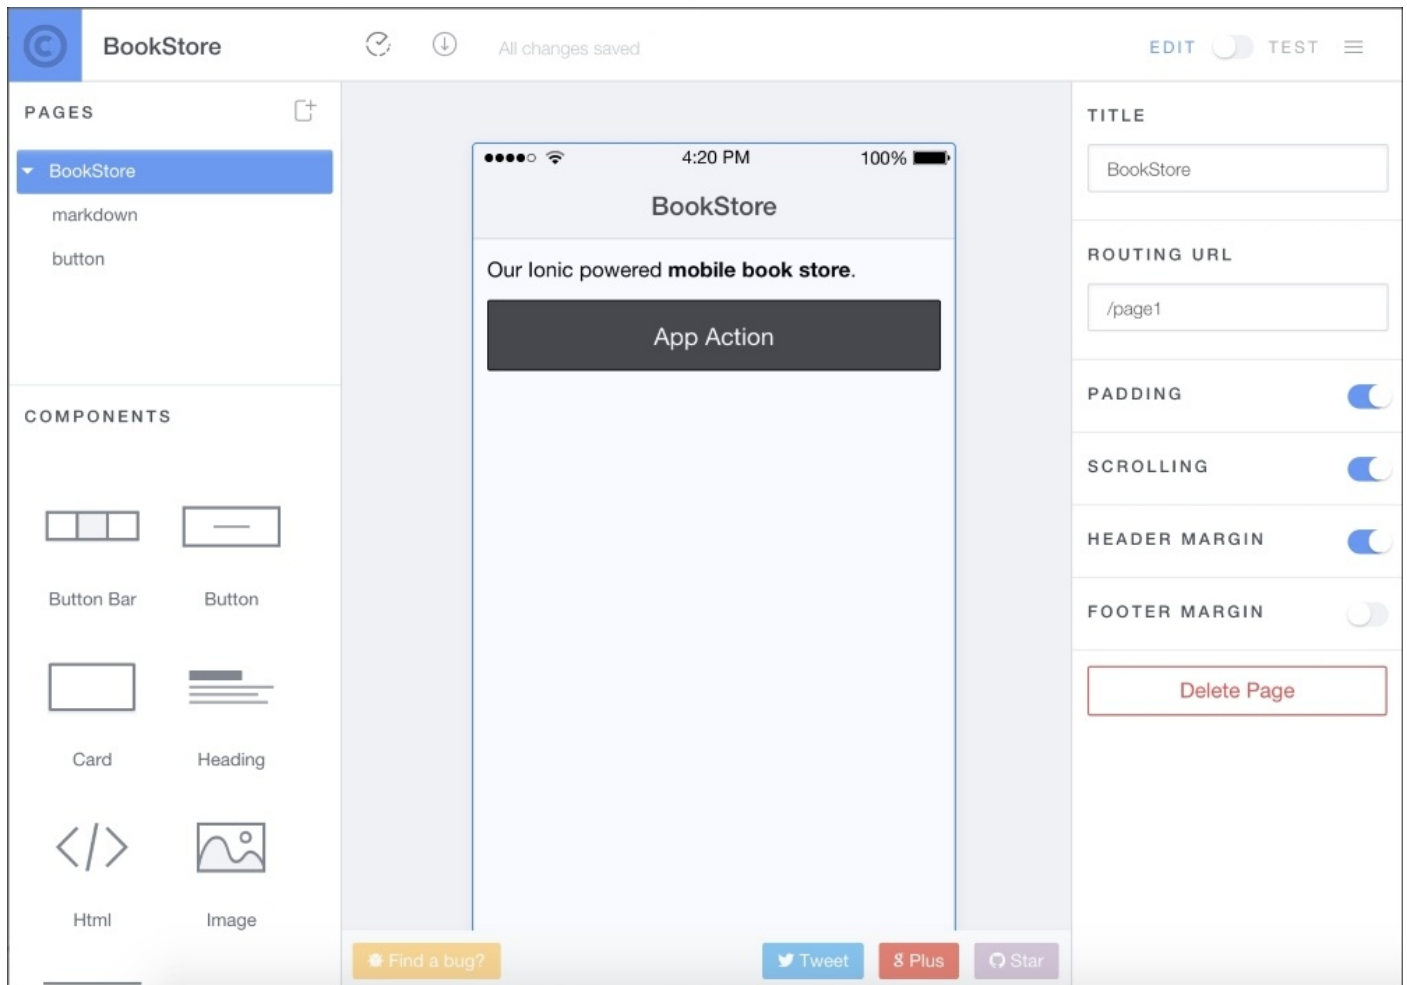 BookStore
All changes saved
EDIT TEST
PAGES
BookStore
markdown
button
COMPONENTS
Button Bar
Button
Card
Heading
Html
Image
4:20 PM
100%
BookStore
Our Ionic powered mobile book store.
App Action
Find a bug?
Tweet
Plus
Star
TITLE
BookStore
ROUTING URL
/page1
PADDING
SCROLLING
HEADER MARGIN
FOOTER MARGIN
Delete Page